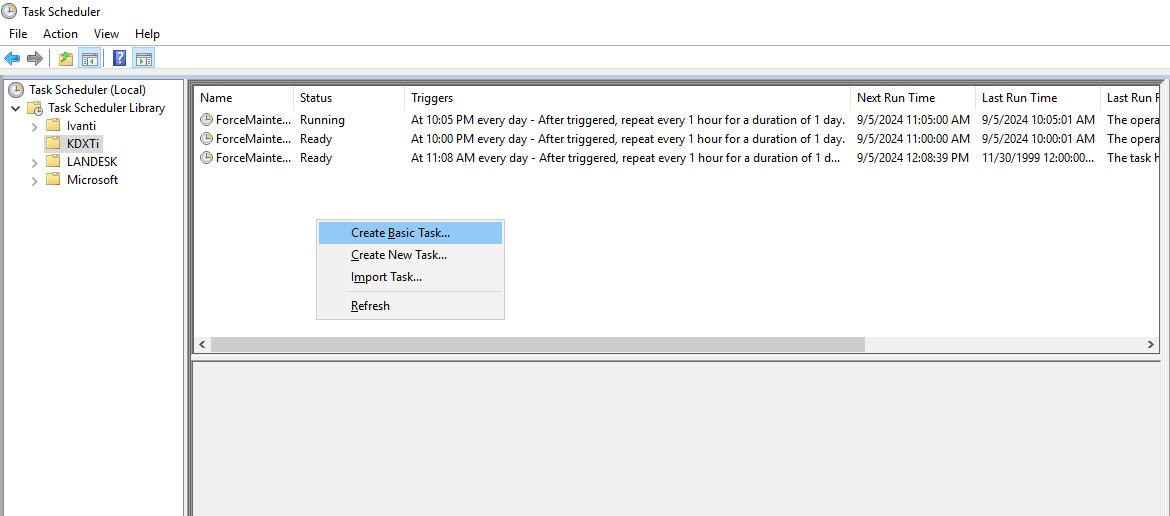 Task Scheduler
File Action View Help
Task Scheduler (Local)
Task Scheduler Library
Ivanti
KDXTi
LANDESK
Microsoft
Name Status Triggers Next Run Time Last Run Time Last Run R
ForceMainte... Running At 10:05 PM every day - After triggered, repeat every 1 hour for a duration of 1 day. 9/5/2024 11:05:00 AM 9/5/2024 10:05:01 AM The opera
ForceMainte... Ready At 10:00 PM every day - After triggered, repeat every 1 hour for a duration of 1 day. 9/5/2024 11:00:00 AM 9/5/2024 10:00:01 AM The opera
ForceMainte... Ready At 11:08 AM every day - After triggered, repeat every 1 hour for a duration of 1 d... 9/5/2024 12:08:39 PM 11/30/1999 12:00:00... The task h
Create Basic Task...
Create New Task...
Import Task...
Refresh